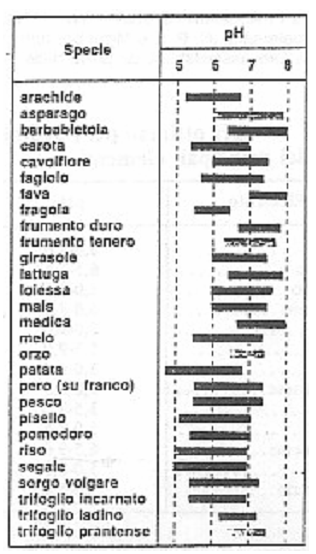 Specie
pH
5 6 7 8
arachide
asparago
barbabietola
carota
cavolfiore
fagiolo
fava
fragola
frumento duro
frumento tenero
girasole
lattuga
loiessa
mais
medica
melo
orzo
patata
pero (su franco)
pesco
pisello
pomodoro
riso
segale
sorgo volgare
trifoglio incarnato
trifoglio ladino
trifoglio prantense